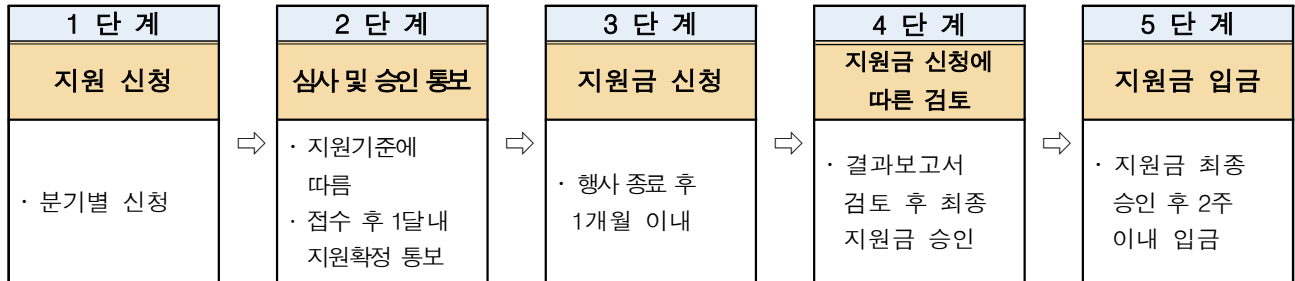 1 단 계
지원 신청
· 분기별 신청
⇨
2 단 계
심사 및 승인 통보
· 지원기준에
따름
· 접수 후 1달 내
지원확정 통보
⇨
3 단 계
지원금 신청
· 행사 종료 후
1개월 이내
⇨
4 단 계
지원금 신청에
따른 검토
· 결과보고서
검토 후 최종
지원금 승인
⇨
5 단 계
지원금 입금
· 지원금 최종
승인 후 2주
이내 입금